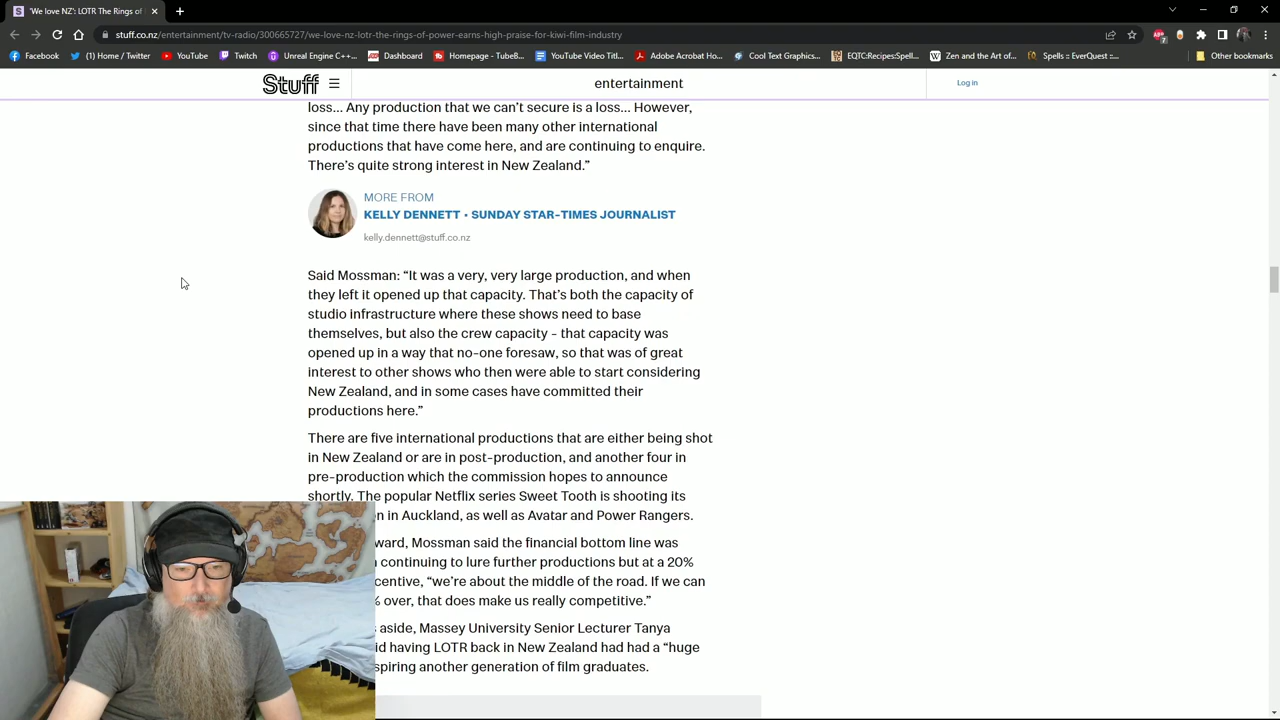 'We love NZ': LOTR The Rings of
stuff.co.nz/entertainment/tv-radio/300665727/we-love-nz-lotr-the-rings-of-power-earns-high-praise-for-kiwi-film-industry
Facebook
(1) Home / Twitter
YouTube
Twitch
Unreal Engine C++...
Dashboard
Homepage - TubeB...
YouTube to MP3
Adobe Acrobat Ho...
Cool Text Graphics...
EQITC:Recipes:Spell...
Zen and the Art of...
Spells :: EverQuest ::...
Other bookmarks
Stuff
entertainment
Log in
loss... Any production that we can't secure is a loss... However,
since that time there have been many other international
productions that have come here, and are continuing to enquire.
There's quite strong interest in New Zealand.”
MORE FROM
KELLY DENNETT • SUNDAY STAR-TIMES JOURNALIST
kelly.dennett@stuff.co.nz
Said Mossman: “It was a very, very large production, and when
they left it opened up that capacity. That's both the capacity of
studio infrastructure where these shows need to base
themselves, but also the crew capacity – that capacity was
opened up in a way that no-one foresaw, so that was of great
interest to other shows who then were able to start considering
New Zealand, and in some cases have committed their
productions here.”
There are five international productions that are either being shot
in New Zealand or are in post-production, and another four in
pre-production which the commission hopes to announce
shortly. The popular Netflix series Sweet Tooth is shooting its
n in Auckland, as well as Avatar and Power Rangers.
ward, Mossman said the financial bottom line was
continuing to lure further productions but at a 20%
centive, “we're about the middle of the road. If we can
% over, that does make us really competitive.”
aside, Massey University Senior Lecturer Tanya
id having LOTR back in New Zealand had had a “huge
spiring another generation of film graduates.